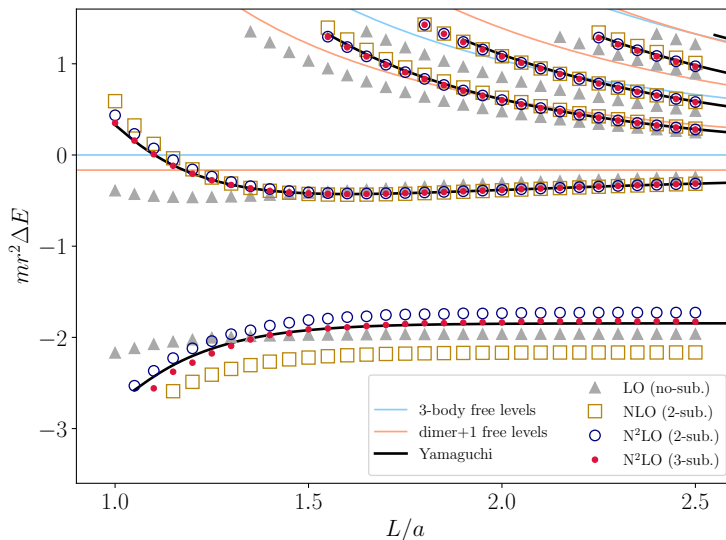 1
0
−1
−2
−3
mr²ΔE
1.0
1.5
2.0
2.5
L/a
3-body free levels
dimer+1 free levels
Yamaguchi
LO (no-sub.)
NLO (2-sub.)
N²LO (2-sub.)
N²LO (3-sub.)